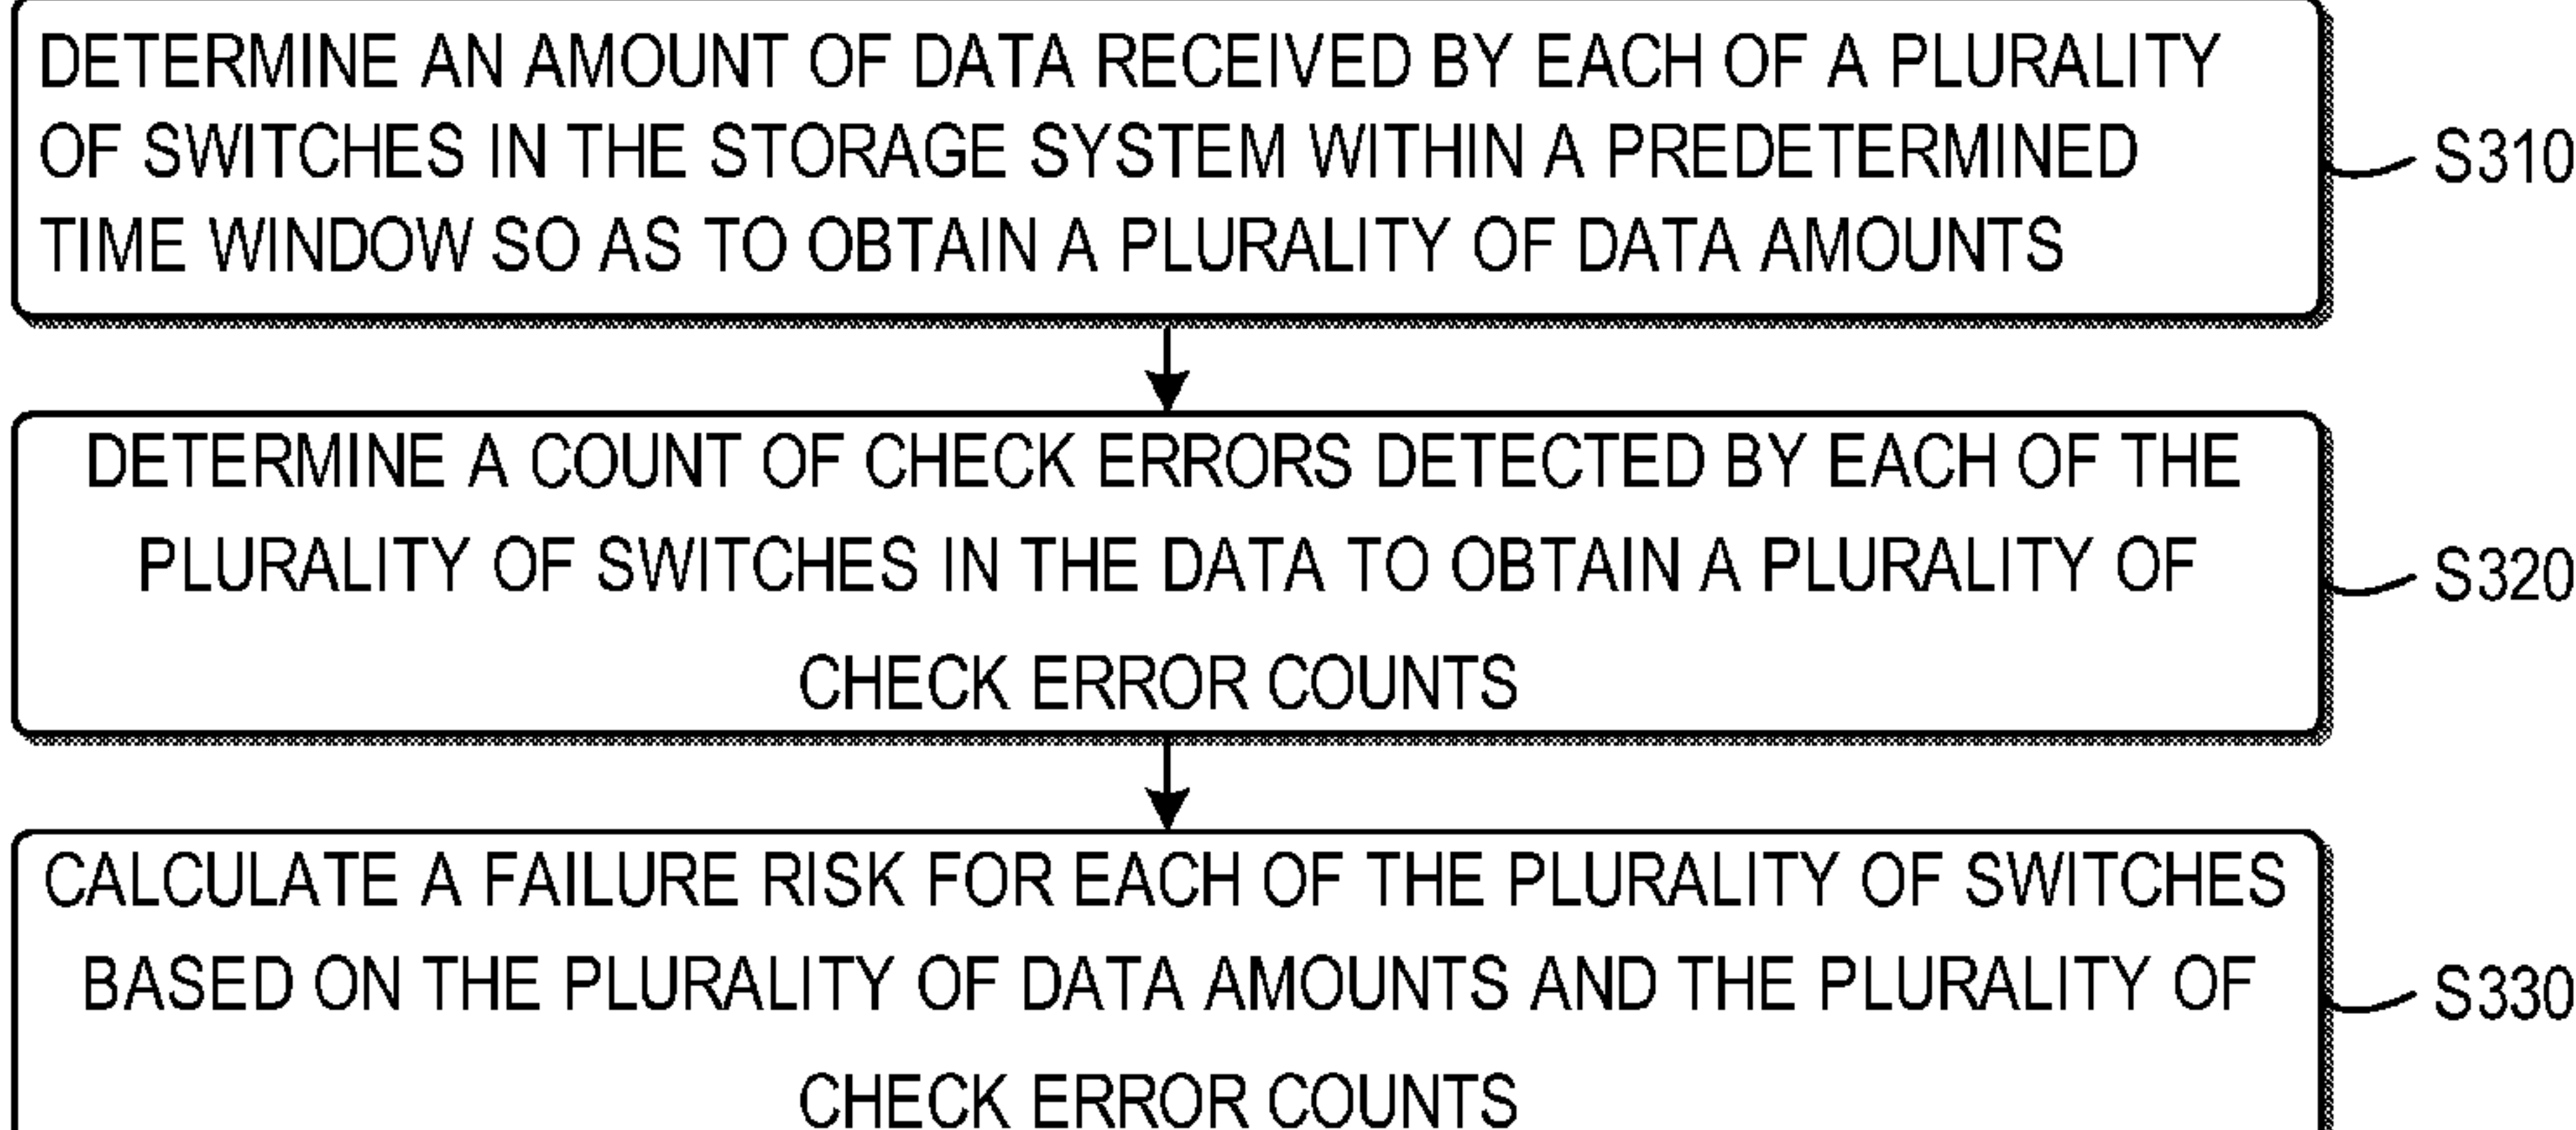 DETERMINE AN AMOUNT OF DATA RECEIVED BY EACH OF A PLURALITY
OF SWITCHES IN THE STORAGE SYSTEM WITHIN A PREDETERMINED
TIME WINDOW SO AS TO OBTAIN A PLURALITY OF DATA AMOUNTS
S310
DETERMINE A COUNT OF CHECK ERRORS DETECTED BY EACH OF THE
PLURALITY OF SWITCHES IN THE DATA TO OBTAIN A PLURALITY OF
CHECK ERROR COUNTS
S320
CALCULATE A FAILURE RISK FOR EACH OF THE PLURALITY OF SWITCHES
BASED ON THE PLURALITY OF DATA AMOUNTS AND THE PLURALITY OF
CHECK ERROR COUNTS
S330